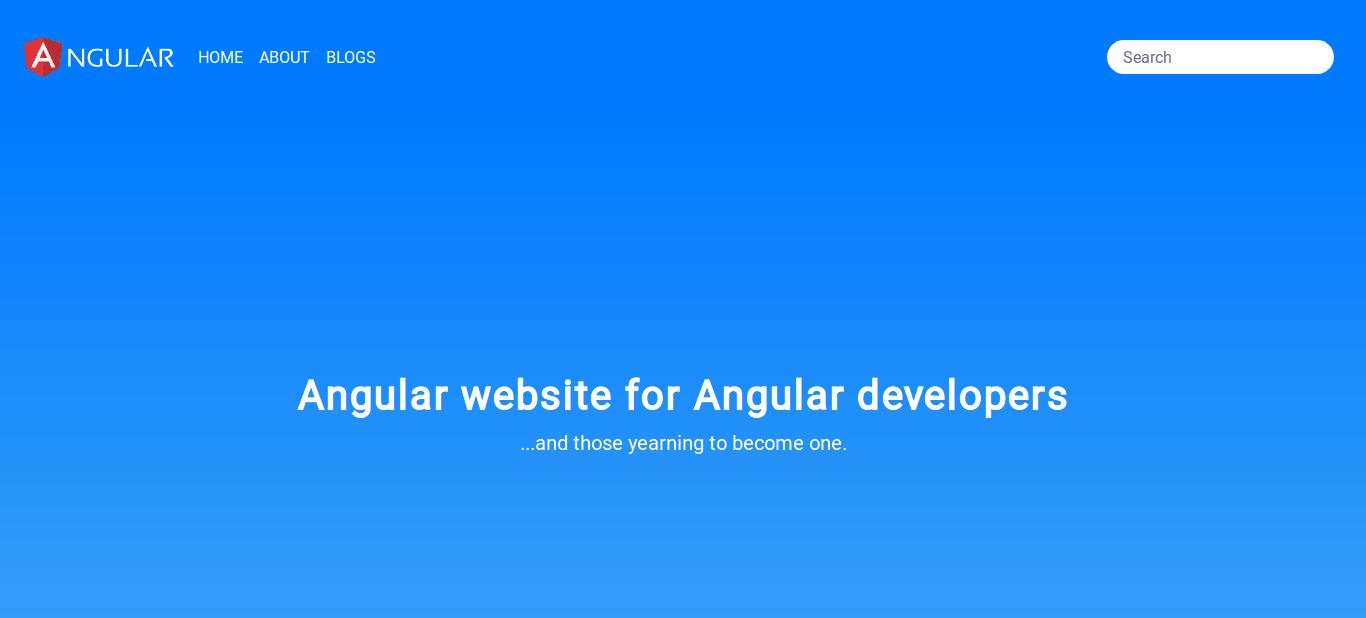 ANGULAR HOME ABOUT BLOGS Search
Angular website for Angular developers
...and those yearning to become one.